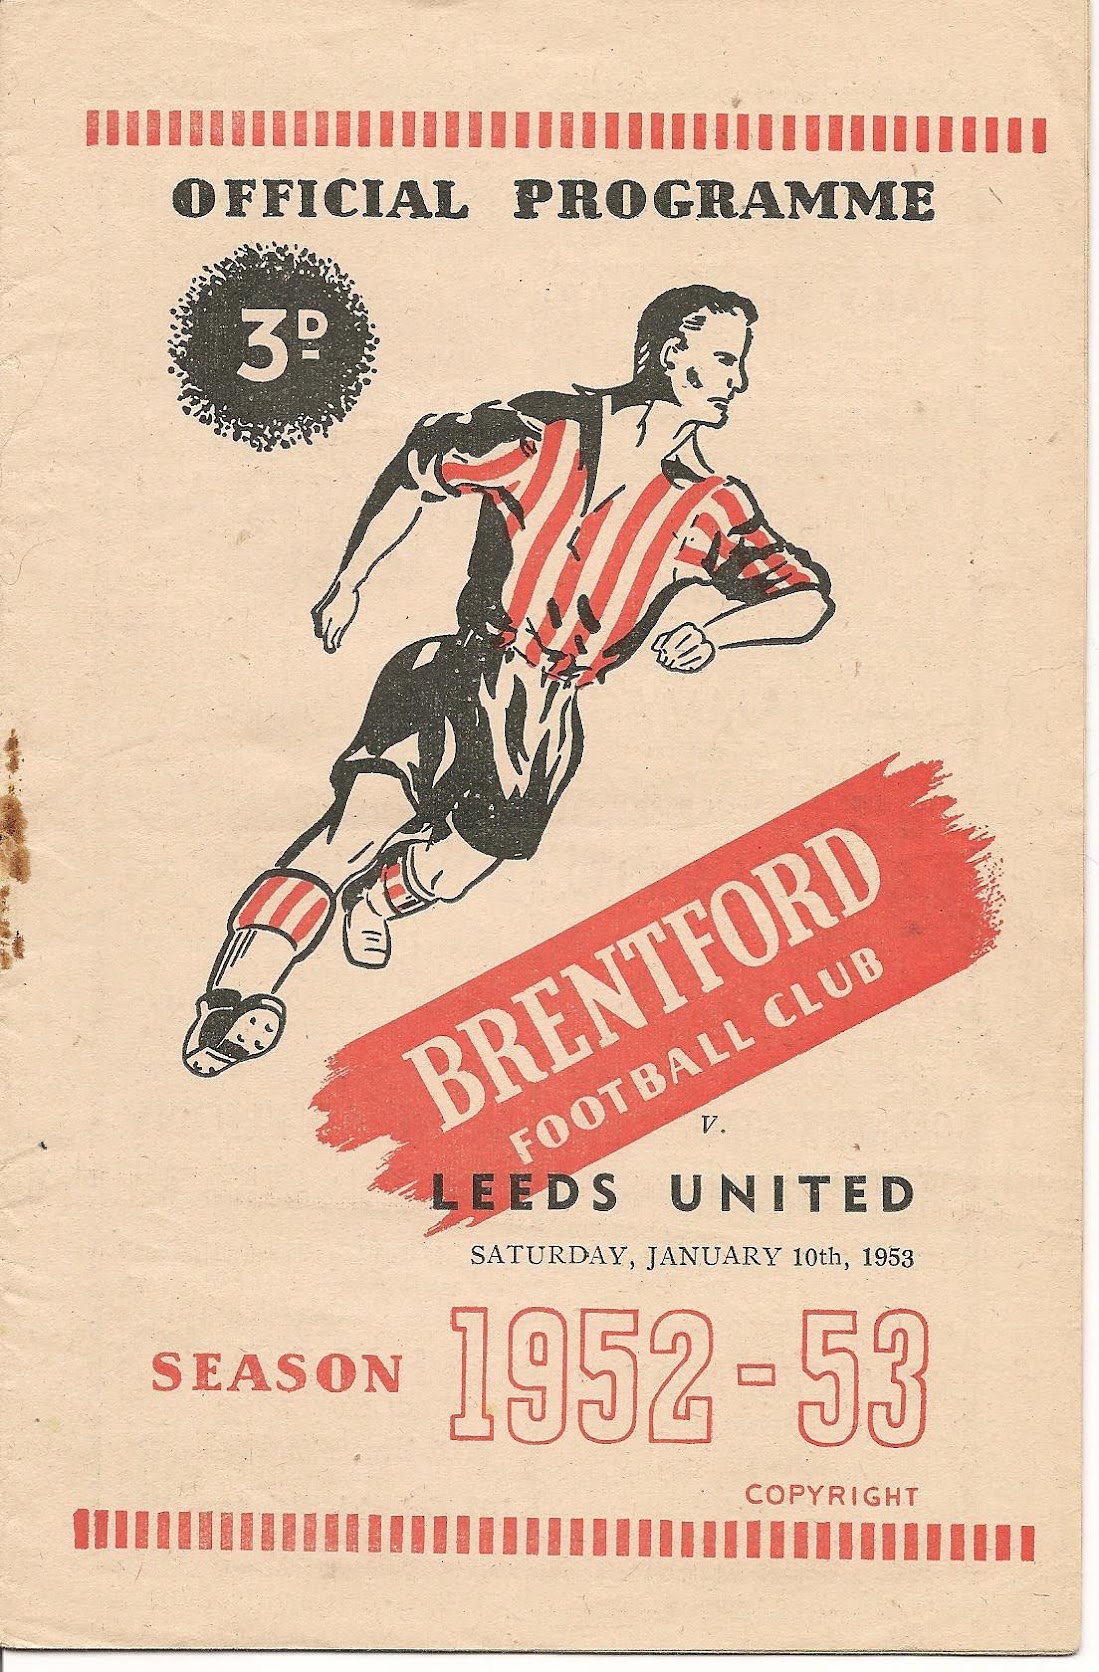 OFFICIAL PROGRAMME
3D
BRENTFORD
FOOTBALL CLUB
V.
LEEDS UNITED
SATURDAY, JANUARY 10th, 1953
SEASON 1952-53
COPYRIGHT